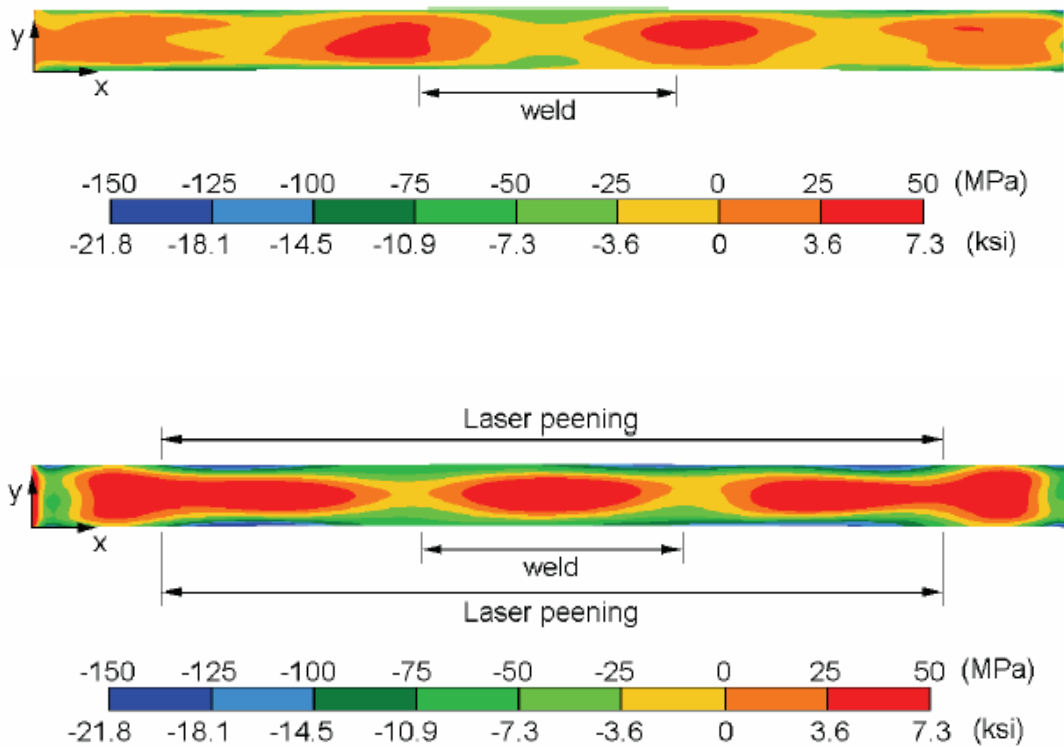 y
x
weld
-150 -125 -100 -75 -50 -25 0 25 50 (MPa)
-21.8 -18.1 -14.5 -10.9 -7.3 -3.6 0 3.6 7.3 (ksi)
Laser peening
y
x
weld
Laser peening
-150 -125 -100 -75 -50 -25 0 25 50 (MPa)
-21.8 -18.1 -14.5 -10.9 -7.3 -3.6 0 3.6 7.3 (ksi)